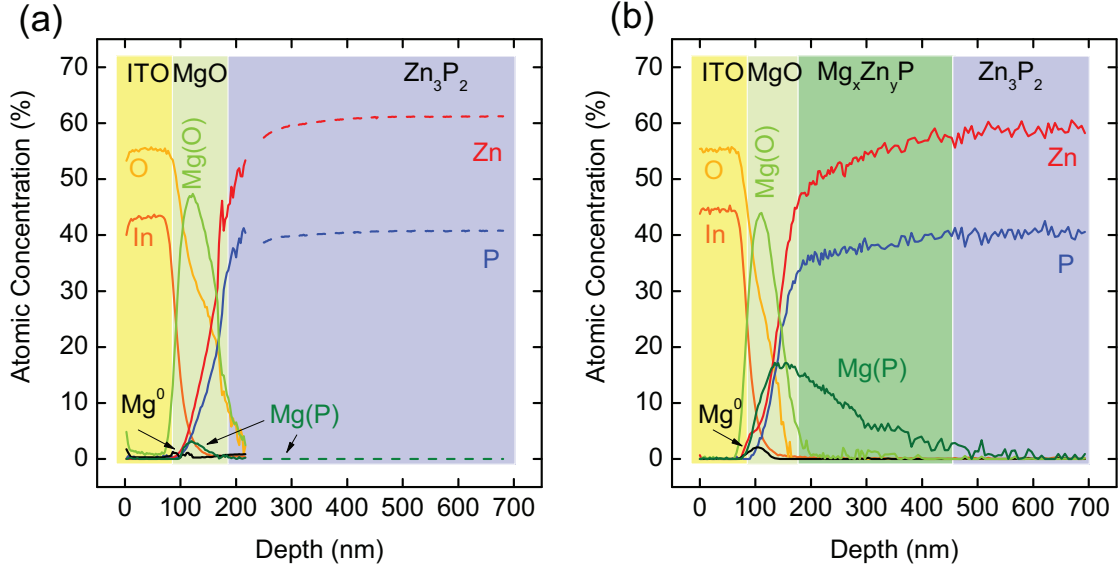 (a)
ITO MgO Zn₃P₂
70
60
50
40
30
20
10
0
Atomic Concentration (%)
O
In
Mg(O)
Zn
P
Mg⁰
Mg(P)
0 100 200 300 400 500 600 700
Depth (nm)
(b)
ITO MgO MgₓZn_yP Zn₃P₂
70
60
50
40
30
20
10
0
Atomic Concentration (%)
O
In
Mg(O)
Zn
P
Mg(P)
Mg⁰
0 100 200 300 400 500 600 700
Depth (nm)